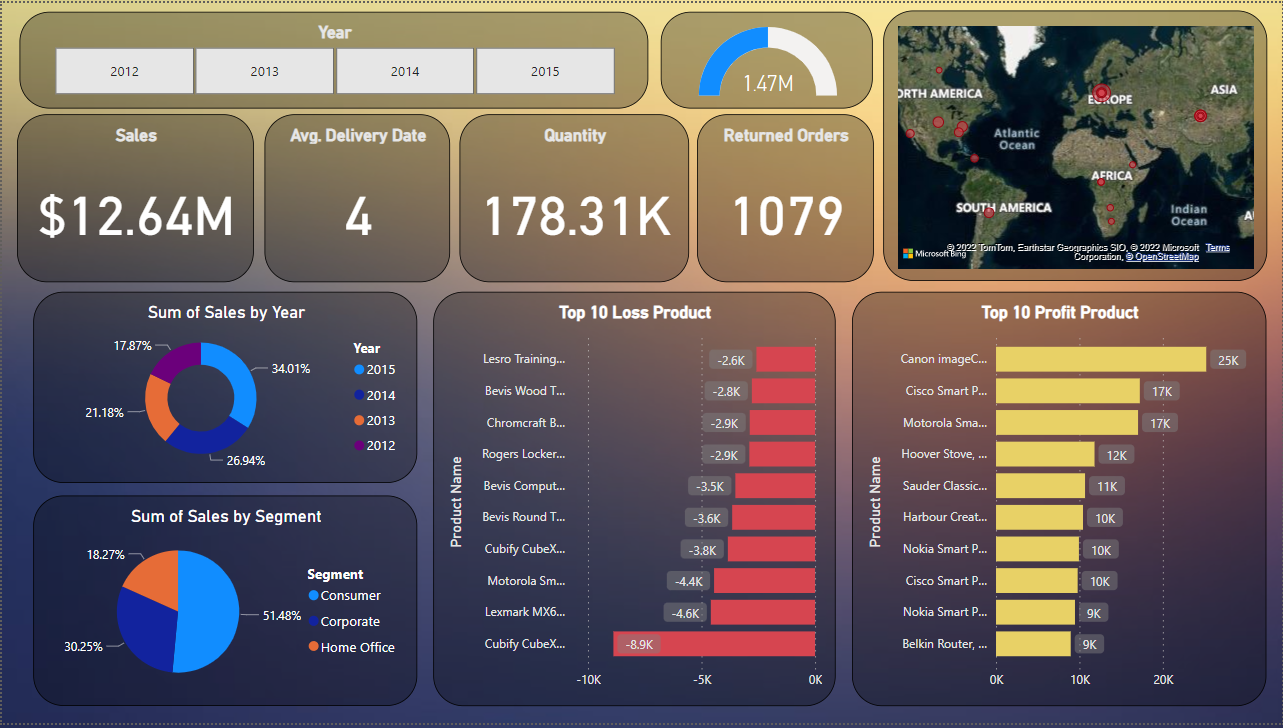 Year
2012
2013
2014
2015
1.47M
Sales
$12.64M
Avg. Delivery Date
4
Quantity
178.31K
Returned Orders
1079
ORTH AMERICA
EUROPE
ASIA
Atlantic
Ocean
AFRICA
SOUTH AMERICA
Indian
Ocean
A
Microsoft Bing
© 2022 TomTom, Earthstar Geographics SIO, © 2022 Microsoft Terms
Corporation, © OpenStreetMap
Sum of Sales by Year
17.87%
34.01%
21.18%
26.94%
Year
2015
2014
2013
2012
Sum of Sales by Segment
18.27%
51.48%
30.25%
Segment
Consumer
Corporate
Home Office
Top 10 Loss Product
Product Name
Lesro Training... -2.6K
Bevis Wood T... -2.8K
Chromcraft B... -2.9K
Rogers Locker... -2.9K
Bevis Comput... -3.5K
Bevis Round T... -3.6K
Cubify CubeX... -3.8K
Motorola Sm... -4.4K
Lexmark MX6... -4.6K
Cubify CubeX... -8.9K
-10K -5K 0K
Top 10 Profit Product
Product Name
Canon imageC... 25K
Cisco Smart P... 17K
Motorola Sma... 17K
Hoover Stove, ... 12K
Sauder Classic... 11K
Harbour Creat... 10K
Nokia Smart P... 10K
Cisco Smart P... 10K
Nokia Smart P... 9K
Belkin Router, ... 9K
0K 10K 20K